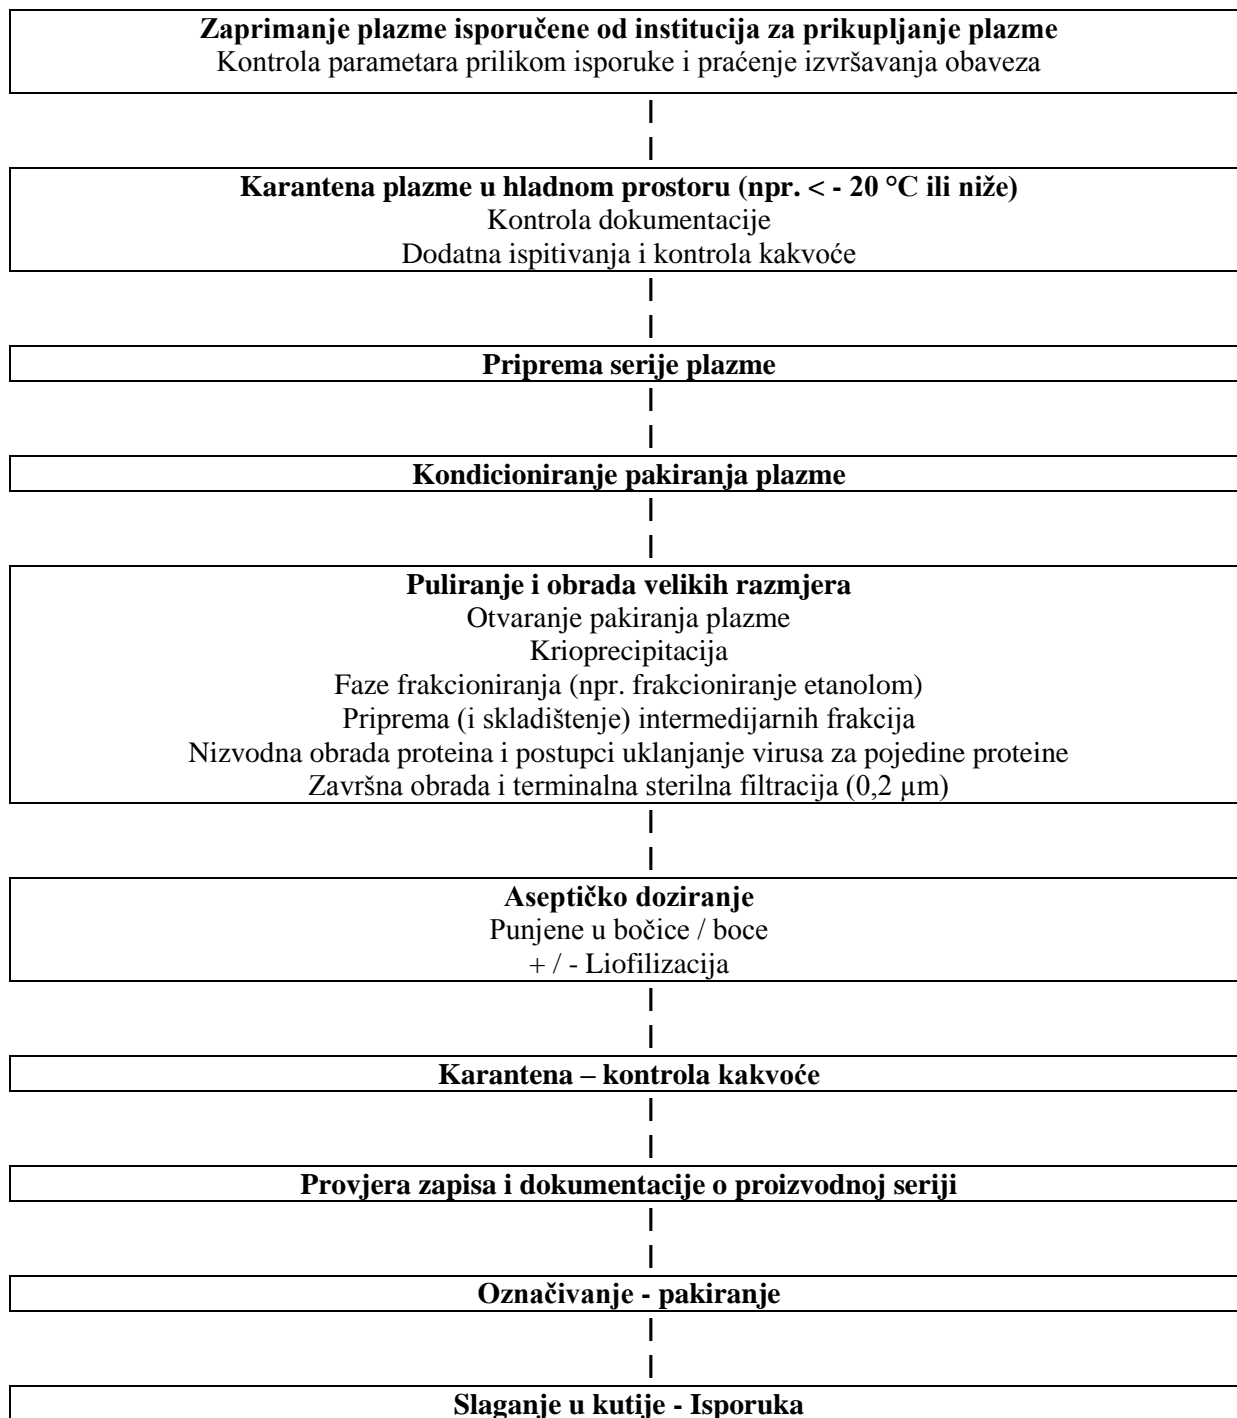 Zaprimanje plazme isporučene od institucija za prikupljanje plazme
Kontrola parametara prilikom isporuke i praćenje izvršavanja obaveza
Karantena plazme u hladnom prostoru (npr. < - 20 °C ili niže)
Kontrola dokumentacije
Dodatna ispitivanja i kontrola kakvoće
Priprema serije plazme
Kondicioniranje pakiranja plazme
Puliranje i obrada velikih razmjera
Otvaranje pakiranja plazme
Krioprecipitacija
Faze frakcioniranja (npr. frakcioniranje etanolom)
Priprema (i skladištenje) intermedijarnih frakcija
Nizvodna obrada proteina i postupci uklanjanje virusa za pojedine proteine
Završna obrada i terminalna sterilna filtracija (0,2 µm)
Aseptičko doziranje
Punjene u bočice / boce
+ / - Liofilizacija
Karantena – kontrola kakvoće
Provjera zapisa i dokumentacije o proizvodnoj seriji
Označivanje - pakiranje
Slaganje u kutije - Isporuka